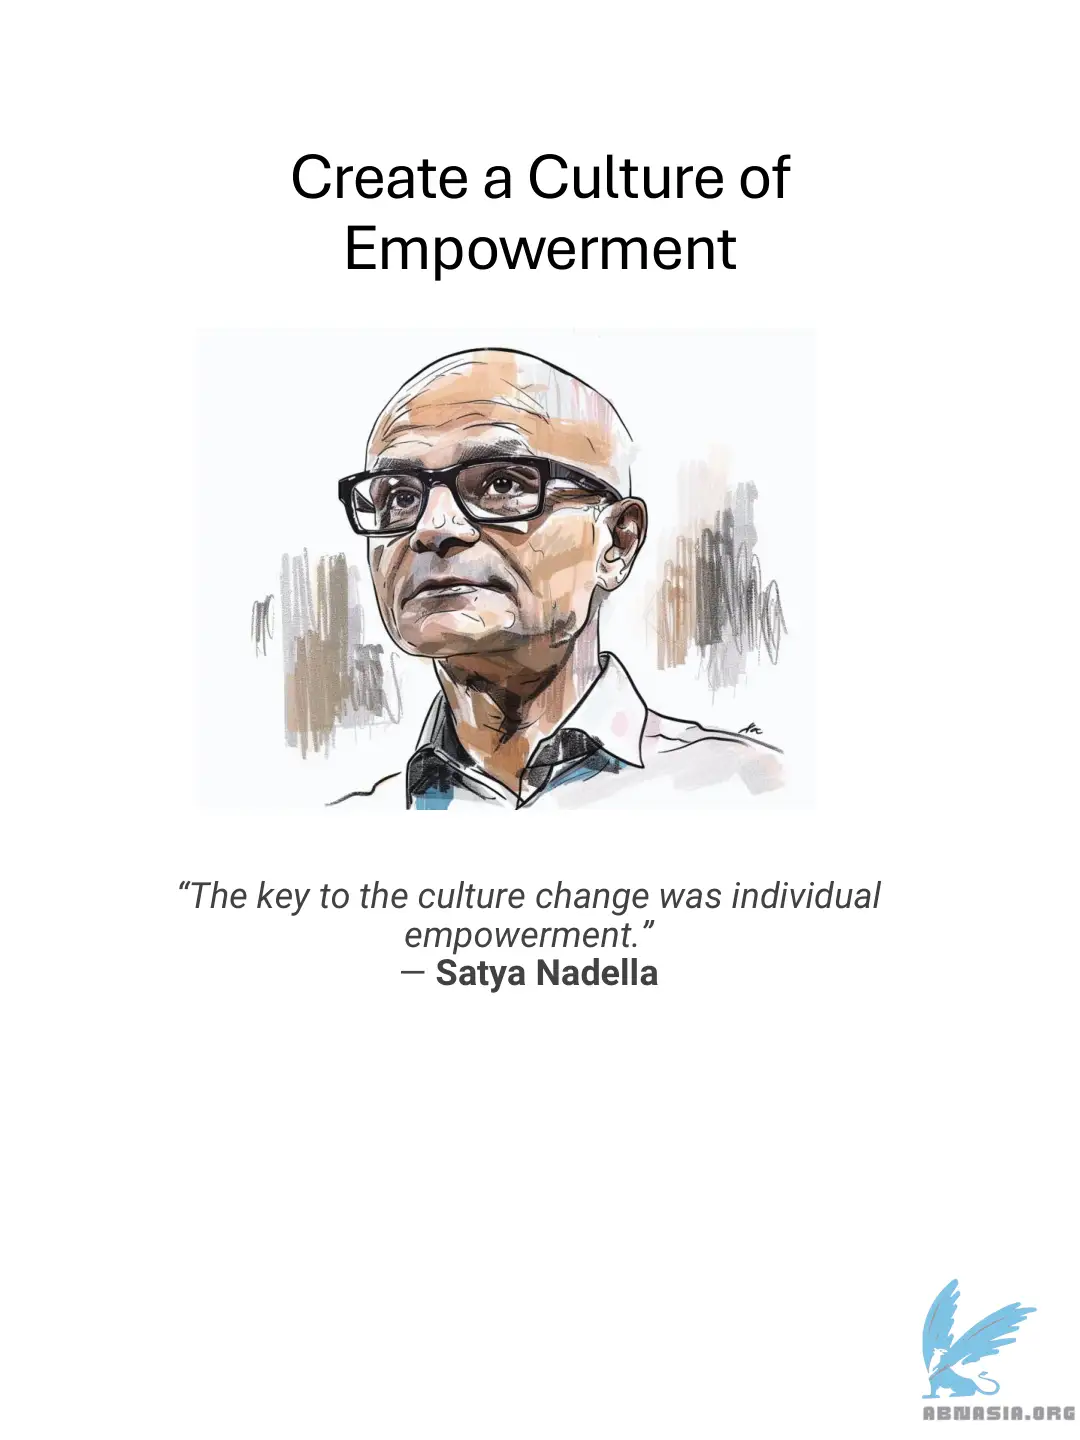 Create a Culture of
Empowerment
“The key to the culture change was individual
empowerment.”
— Satya Nadella
ABNASIA.ORG